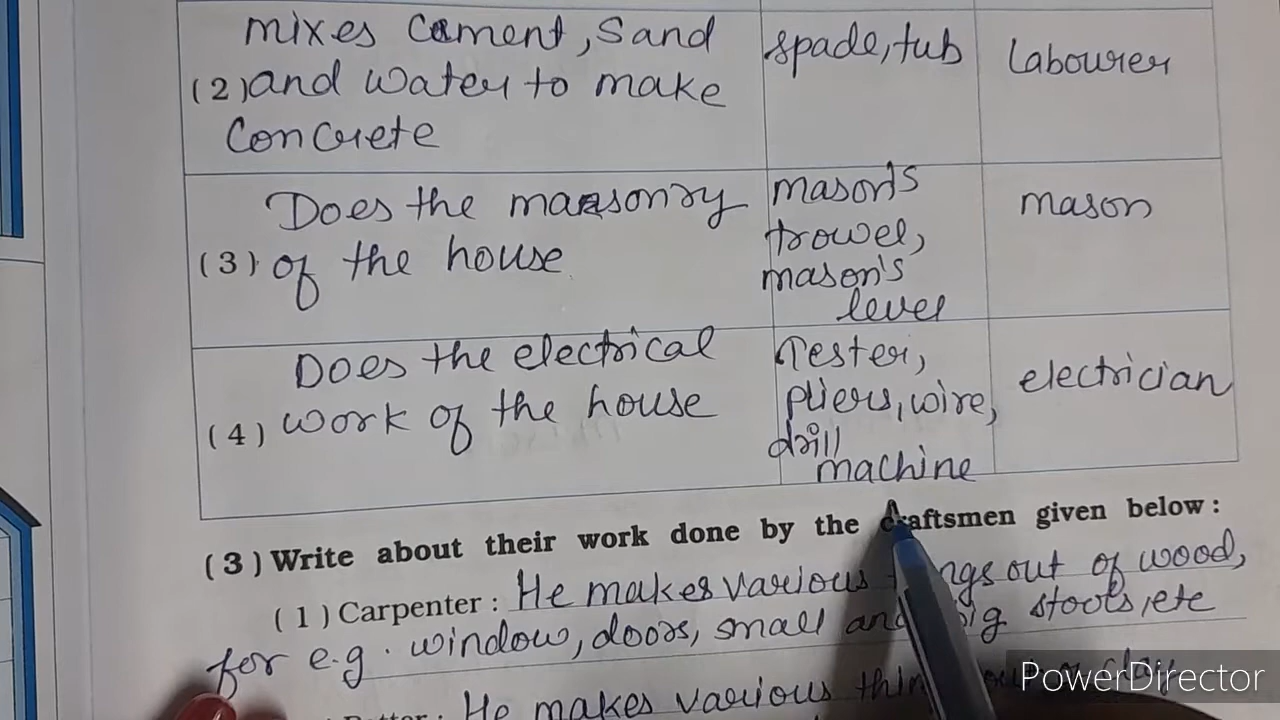 mixes cement, sand
(2) and water to make
concrete
spade, tub
labourer
Does the masonry
(3) of the house
mason's
trowel,
mason's
level
mason
Does the electrical
(4) work of the house
Tester,
pliers, wire,
drill
machine
electrician
(3) Write about their work done by the craftsmen given below :
(1) Carpenter : He makes various out of wood,
for e.g. window, doors, small and big stools, etc
He makes various clay
PowerDirector